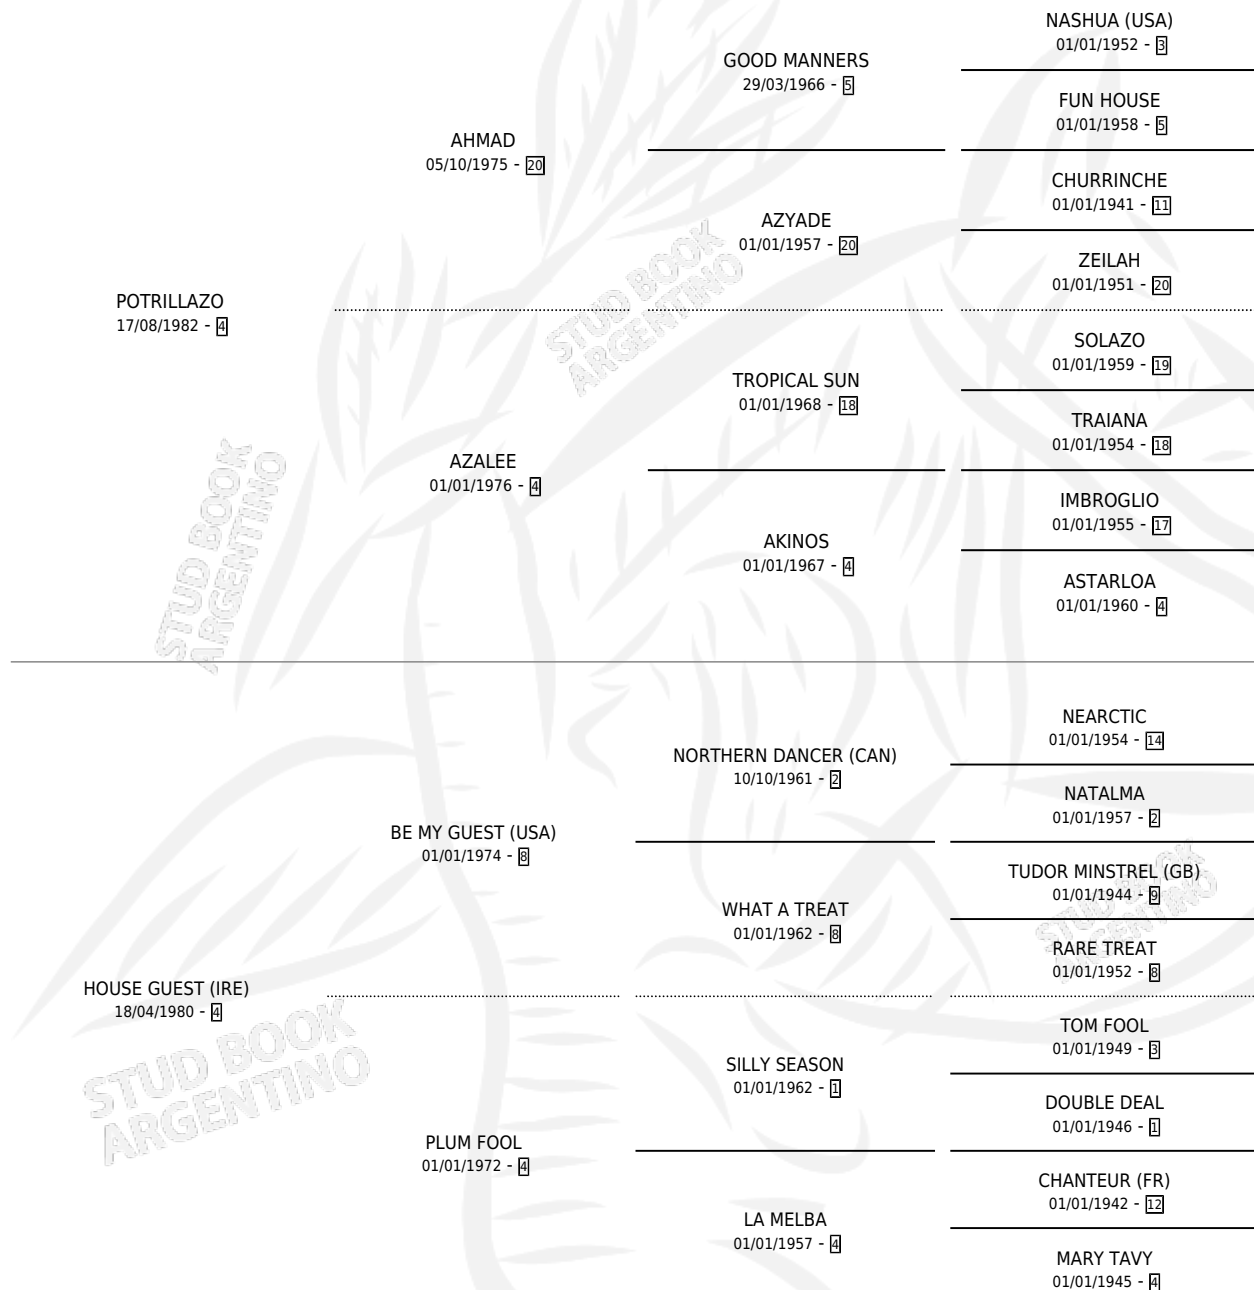 NASHUA (USA)
01/01/1952 - 3
GOOD MANNERS
29/03/1966 - 5
FUN HOUSE
01/01/1958 - 5
AHMAD
05/10/1975 - 20
CHURRINCHE
01/01/1941 - 11
AZYADE
01/01/1957 - 20
ZEILAH
01/01/1951 - 20
POTRILLAZO
17/08/1982 - 4
SOLAZO
01/01/1959 - 19
TROPICAL SUN
01/01/1968 - 18
TRAIANA
01/01/1954 - 18
AZALEE
01/01/1976 - 4
IMBROGLIO
01/01/1955 - 17
AKINOS
01/01/1967 - 4
ASTARLOA
01/01/1960 - 4
STUD BOOK
ARGENTINO
STUD BOOK
ARGENTINO
NEARCTIC
01/01/1954 - 14
NORTHERN DANCER (CAN)
10/10/1961 - 2
NATALMA
01/01/1957 - 2
BE MY GUEST (USA)
01/01/1974 - 8
TUDOR MINSTREL (GB)
01/01/1944 - 9
WHAT A TREAT
01/01/1962 - 8
RARE TREAT
01/01/1952 - 8
HOUSE GUEST (IRE)
18/04/1980 - 4
TOM FOOL
01/01/1949 - 3
SILLY SEASON
01/01/1962 - 1
DOUBLE DEAL
01/01/1946 - 1
PLUM FOOL
01/01/1972 - 4
CHANTEUR (FR)
01/01/1942 - 12
LA MELBA
01/01/1957 - 4
MARY TAVY
01/01/1945 - 4
STUD BOOK
ARGENTINO
STUD BOOK
ARGENTINO